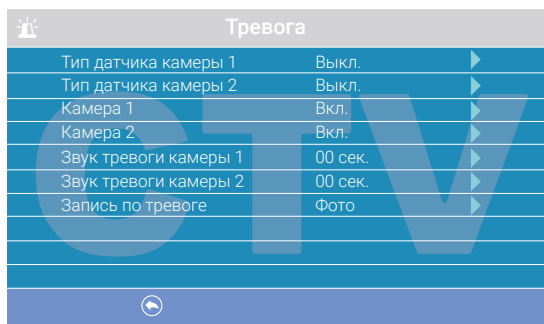 Тревога
Тип датчика камеры 1 Выкл.
Тип датчика камеры 2 Выкл.
Камера 1 Вкл.
Камера 2 Вкл.
Звук тревоги камеры 1 00 сек.
Звук тревоги камеры 2 00 сек.
Запись по тревоге Фото
CTV